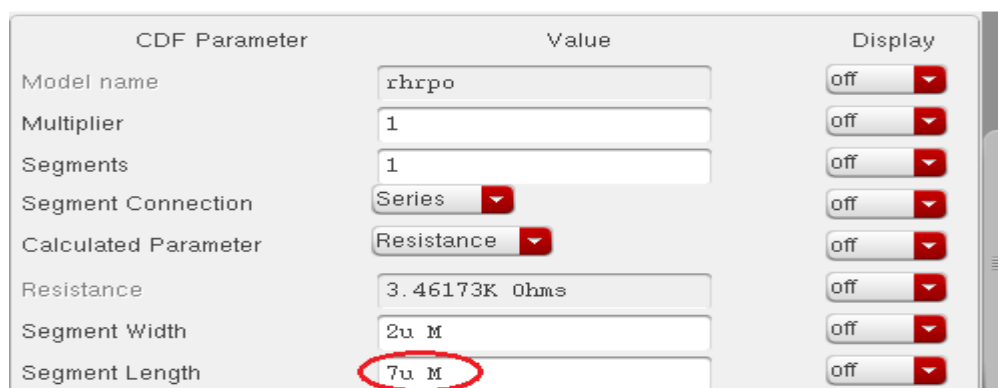 CDF Parameter Value Display
Model name rhrpo off
Multiplier 1 off
Segments 1 off
Segment Connection Series off
Calculated Parameter Resistance off
Resistance 3.46173K Ohms off
Segment Width 2u M off
Segment Length 7u M off